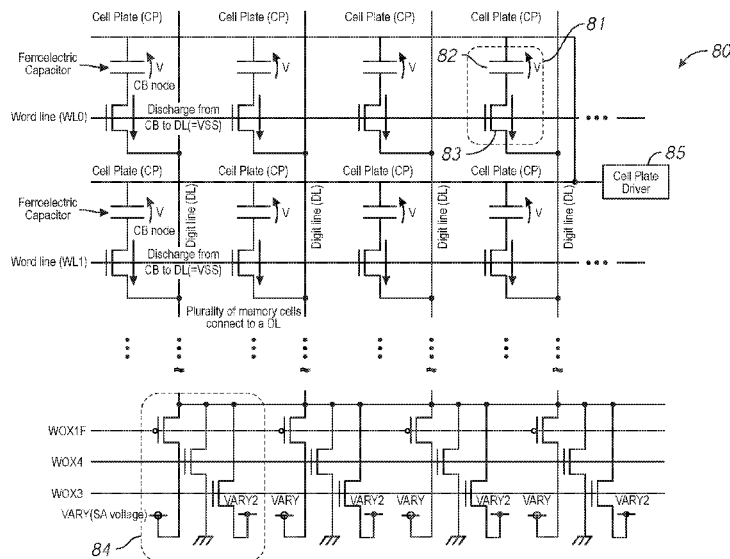 Cell Plate (CP) Cell Plate (CP) Cell Plate (CP) Cell Plate (CP) 81
82 80
Ferroelectric
Capacitor V V V V
CB node
Word line (WL0) Discharge from
CB to DL(=VSS)
83
85
Cell Plate (CP) Cell Plate (CP) Cell Plate (CP) Cell Plate (CP) Cell Plate
Driver
Ferroelectric
Capacitor V V V V
CB node
Digit line (DL) Digit line (DL) Digit line (DL) Digit line (DL)
Word line (WL1) Discharge from
CB to DL(=VSS)
Plurality of memory cells
connect to a DL
WOX1F
WOX4
WOX3
VARY(SA voltage) VARY2 VARY VARY2 VARY VARY2 VARY VARY2
84